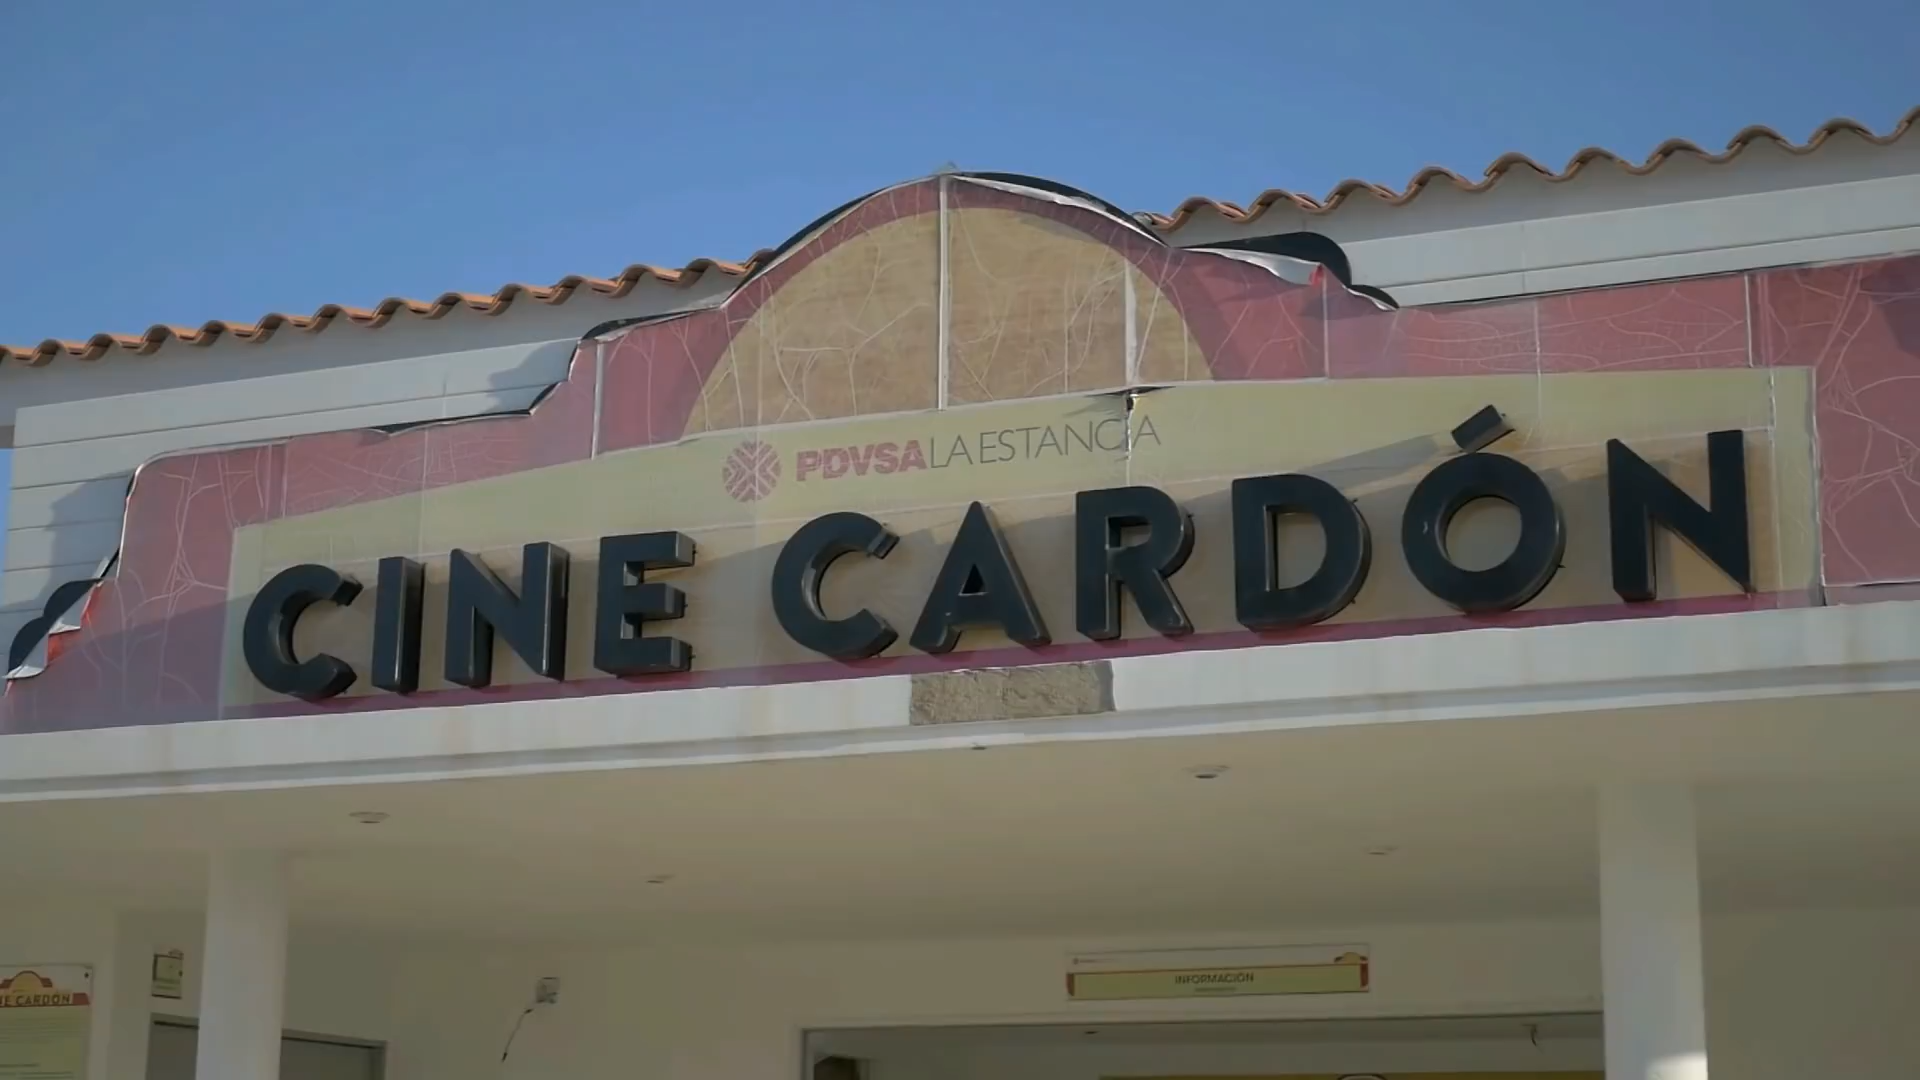 PDVSA LA ESTANCIA
CINE CARDÓN
INFORMACIÓN
CARDÓN